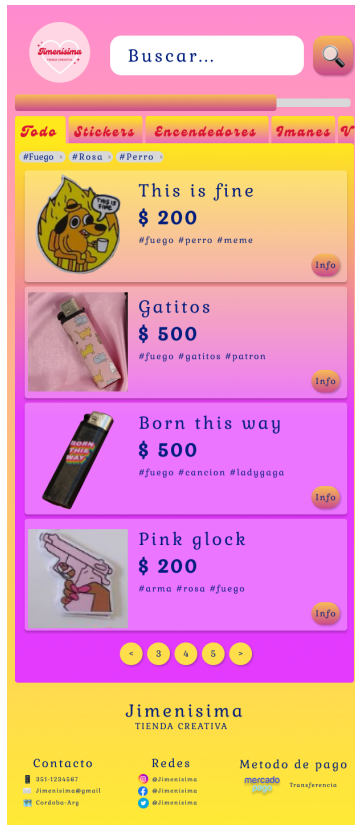 Jimenisima
TIENDA CREATIVA
Buscar...
Todo Stickers Encendedores Imanes V
#Fuego x #Rosa x #Perro x
THIS IS FINE
This is fine
$ 200
#fuego #perro #meme
Info
Gatitos
$ 500
#fuego #gatitos #patron
Info
BORN
THIS
WAY
Born this way
$ 500
#fuego #cancion #ladygaga
Info
Pink glock
$ 200
#arma #rosa #fuego
Info
< 3 4 5 >
Jimenisima
TIENDA CREATIVA
Contacto
351-1234567
Jimenisima@gmail
Cordoba-Arg
Redes
@Jimenisima
@Jimenisima
@Jimenisima
Metodo de pago
mercado
pago
Transferencia